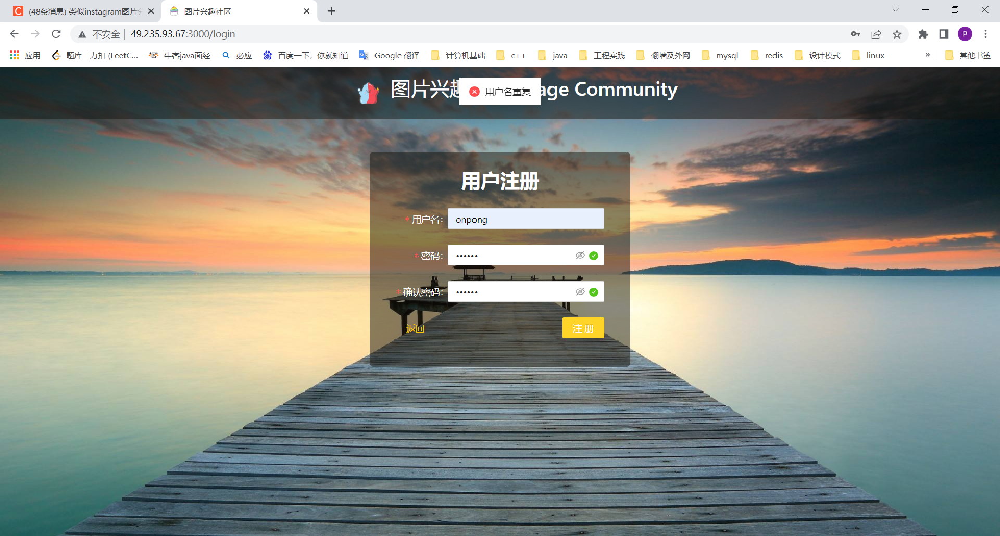 (48条消息) 类似instagram图片分
图片兴趣社区
不安全 | 49.235.93.67:3000/login
P
应用 题库 - 力扣 (LeetC... 牛客java面经 必应 百度一下，你就知道 Google 翻译 计算机基础 c++ java 工程实践 翻墙及外网 mysql redis 设计模式 linux » 其他书签
图片兴趣 age Community
用户名重复
用户注册
* 用户名: onpong
* 密码: ••••••
* 确认密码: ••••••
返回 注 册